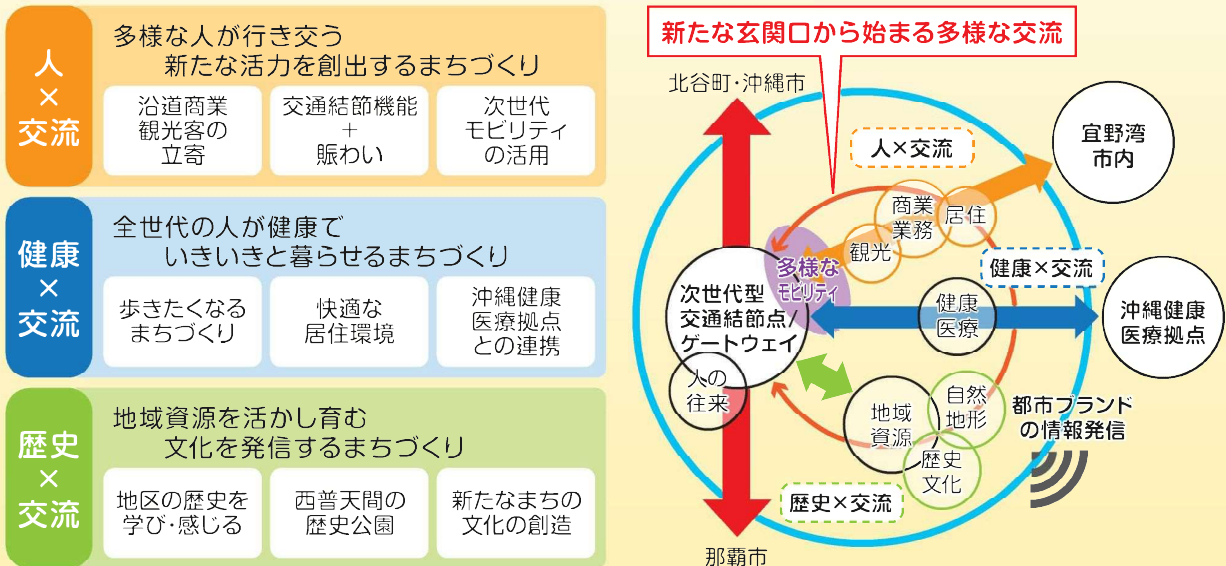 人
×
交流
多様な人が行き交う
新たな活力を創出するまちづくり
沿道商業
観光客の
立寄
交通結節機能
+
賑わい
次世代
モビリティ
の活用
健康
×
交流
全世代の人が健康で
いきいきと暮らせるまちづくり
歩きたくなる
まちづくり
快適な
居住環境
沖縄健康
医療拠点
との連携
歴史
×
交流
地域資源を活かし育む
文化を発信するまちづくり
地区の歴史を
学び・感じる
西普天間の
歴史公園
新たなまちの
文化の創造
新たな玄関口から始まる多様な交流
北谷町・沖縄市
人×交流
宜野湾
市内
商業
業務
居住
観光
多様な
モビリティ
健康×交流
次世代型
交通結節点/
ゲートウェイ
健康
医療
沖縄健康
医療拠点
人の
往来
地域
資源
自然
地形
歴史
文化
都市ブランド
の情報発信
歴史×交流
那覇市